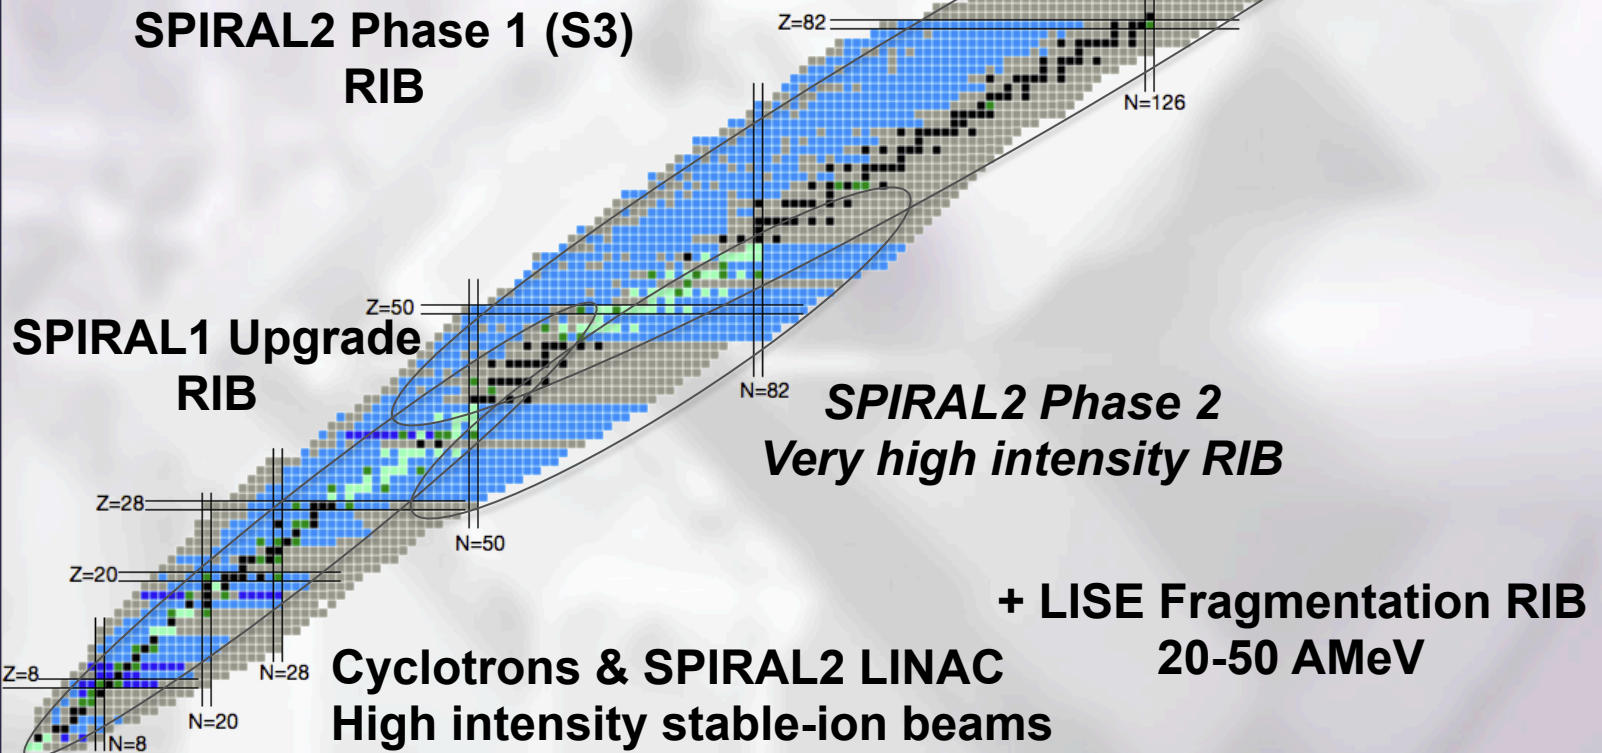 SPIRAL2 Phase 1 (S3)
RIB
Z=82
N=126
Z=50
SPIRAL1 Upgrade
RIB
N=82
SPIRAL2 Phase 2
Very high intensity RIB
Z=28
N=50
Z=20
+ LISE Fragmentation RIB
20-50 AMeV
Z=8
N=28
Cyclotrons & SPIRAL2 LINAC
High intensity stable-ion beams
N=20
N=8